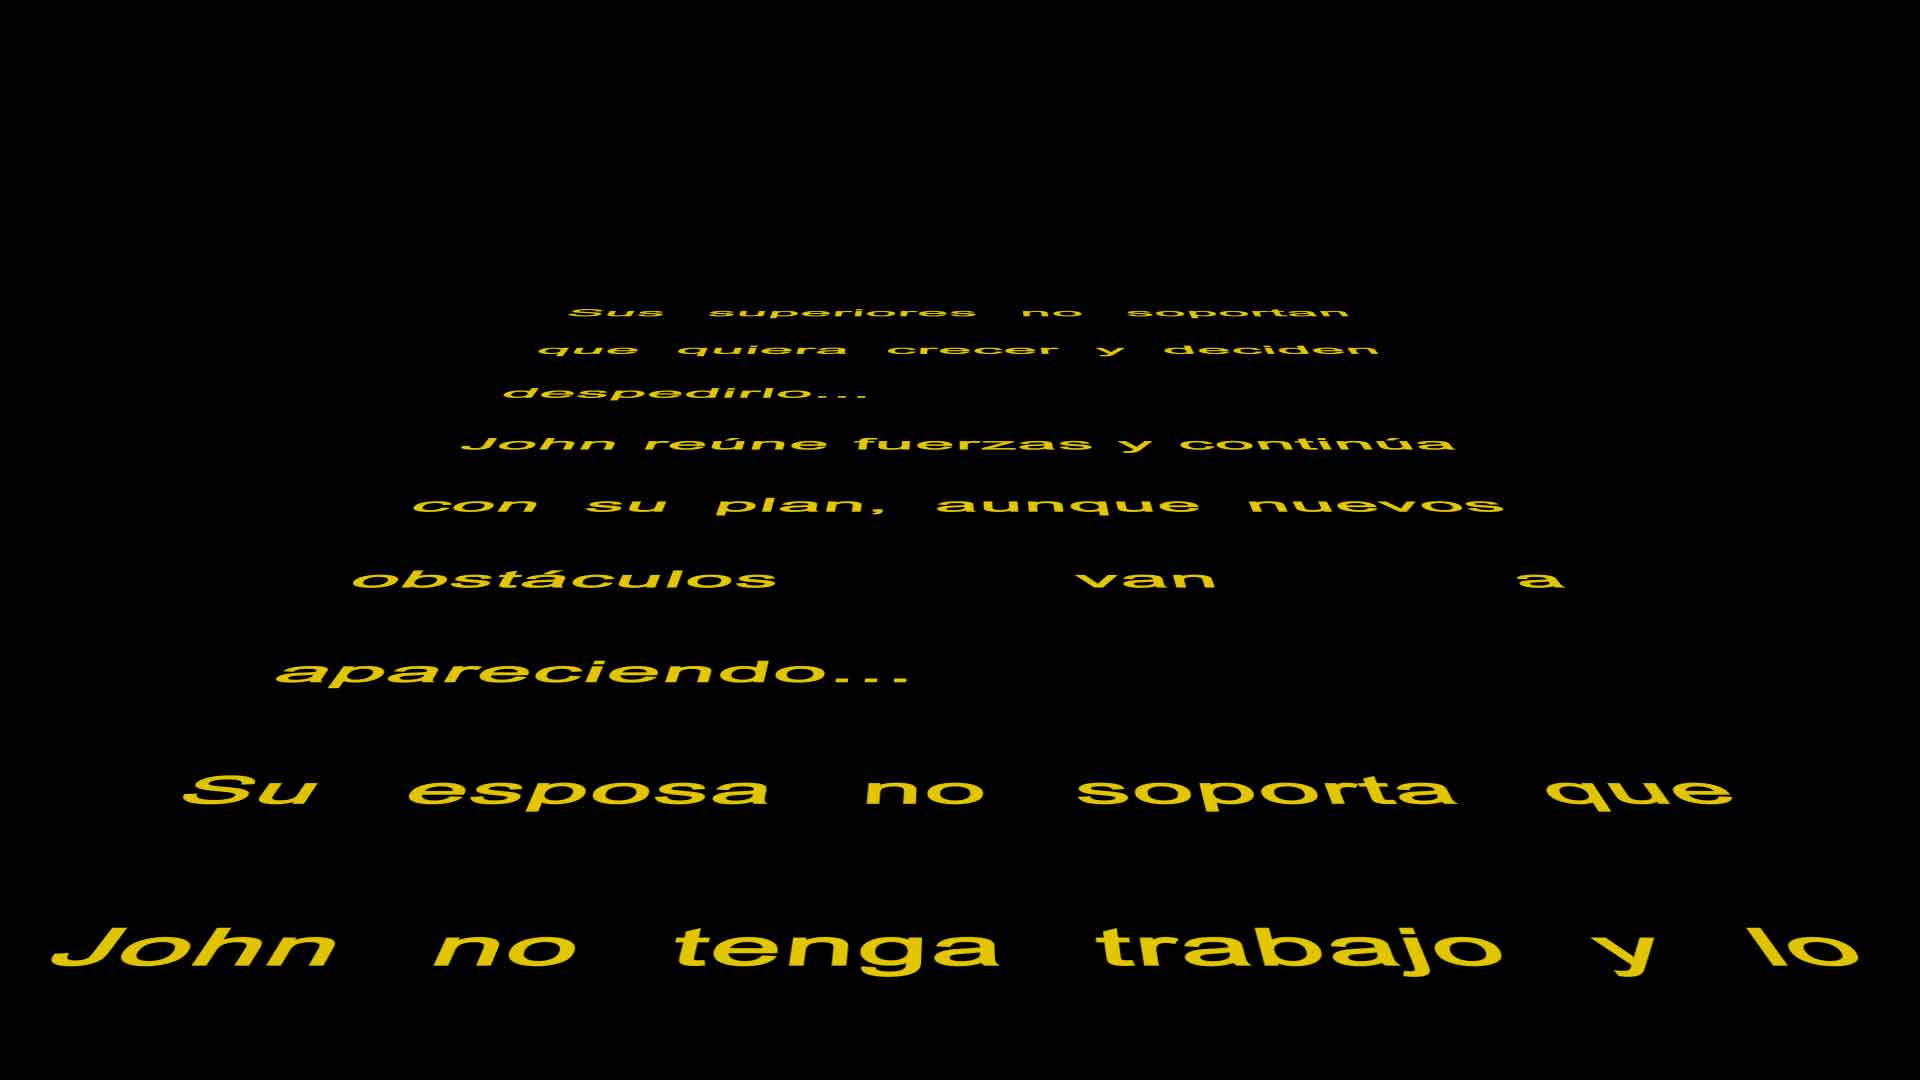 Sus superiores no soportan
que quiera crecer y deciden
despedirlo...
John reúne fuerzas y continúa
con su plan, aunque nuevos
obstáculos van a
apareciendo...
Su esposa no soporta que
John no tenga trabajo y lo